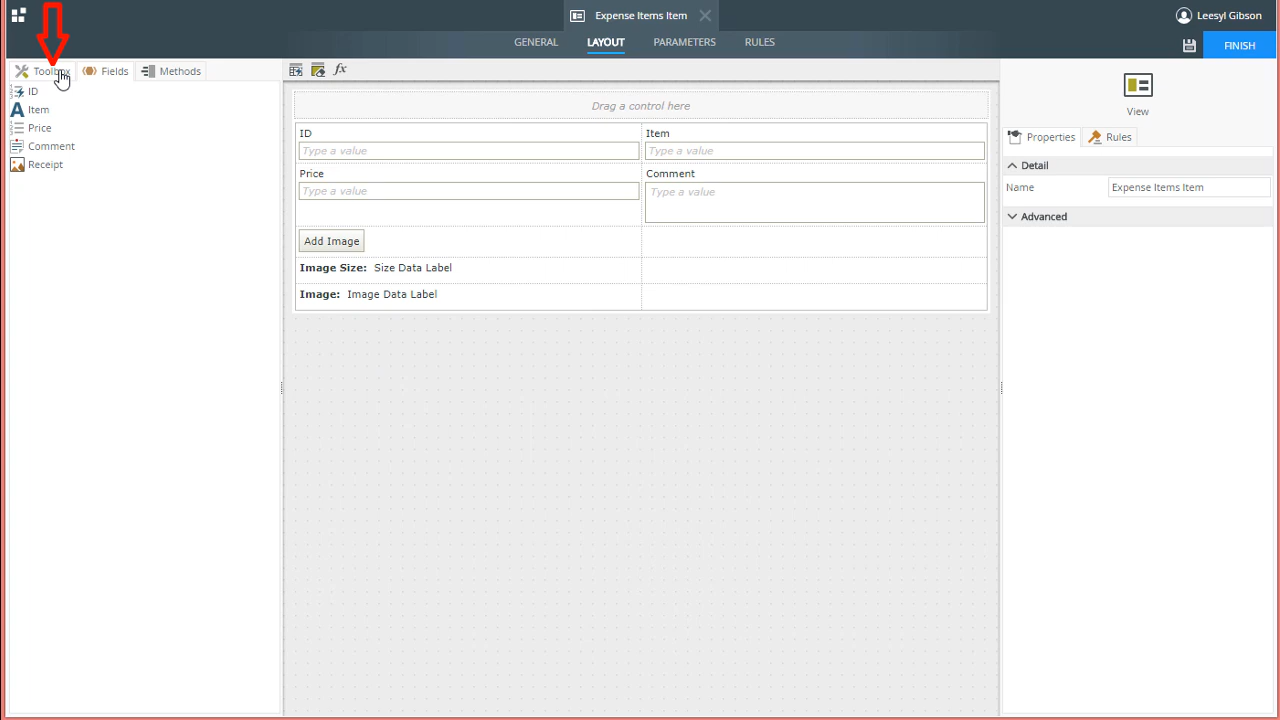 Expense Items Item
Leesyl Gibson
GENERAL LAYOUT PARAMETERS RULES
FINISH
Toolbox Fields Methods
ID
Item
Price
Comment
Receipt
fx
Drag a control here
ID Item
Type a value Type a value
Price Comment
Type a value Type a value
Add Image
Image Size: Size Data Label
Image: Image Data Label
View
Properties Rules
Detail
Name Expense Items Item
Advanced